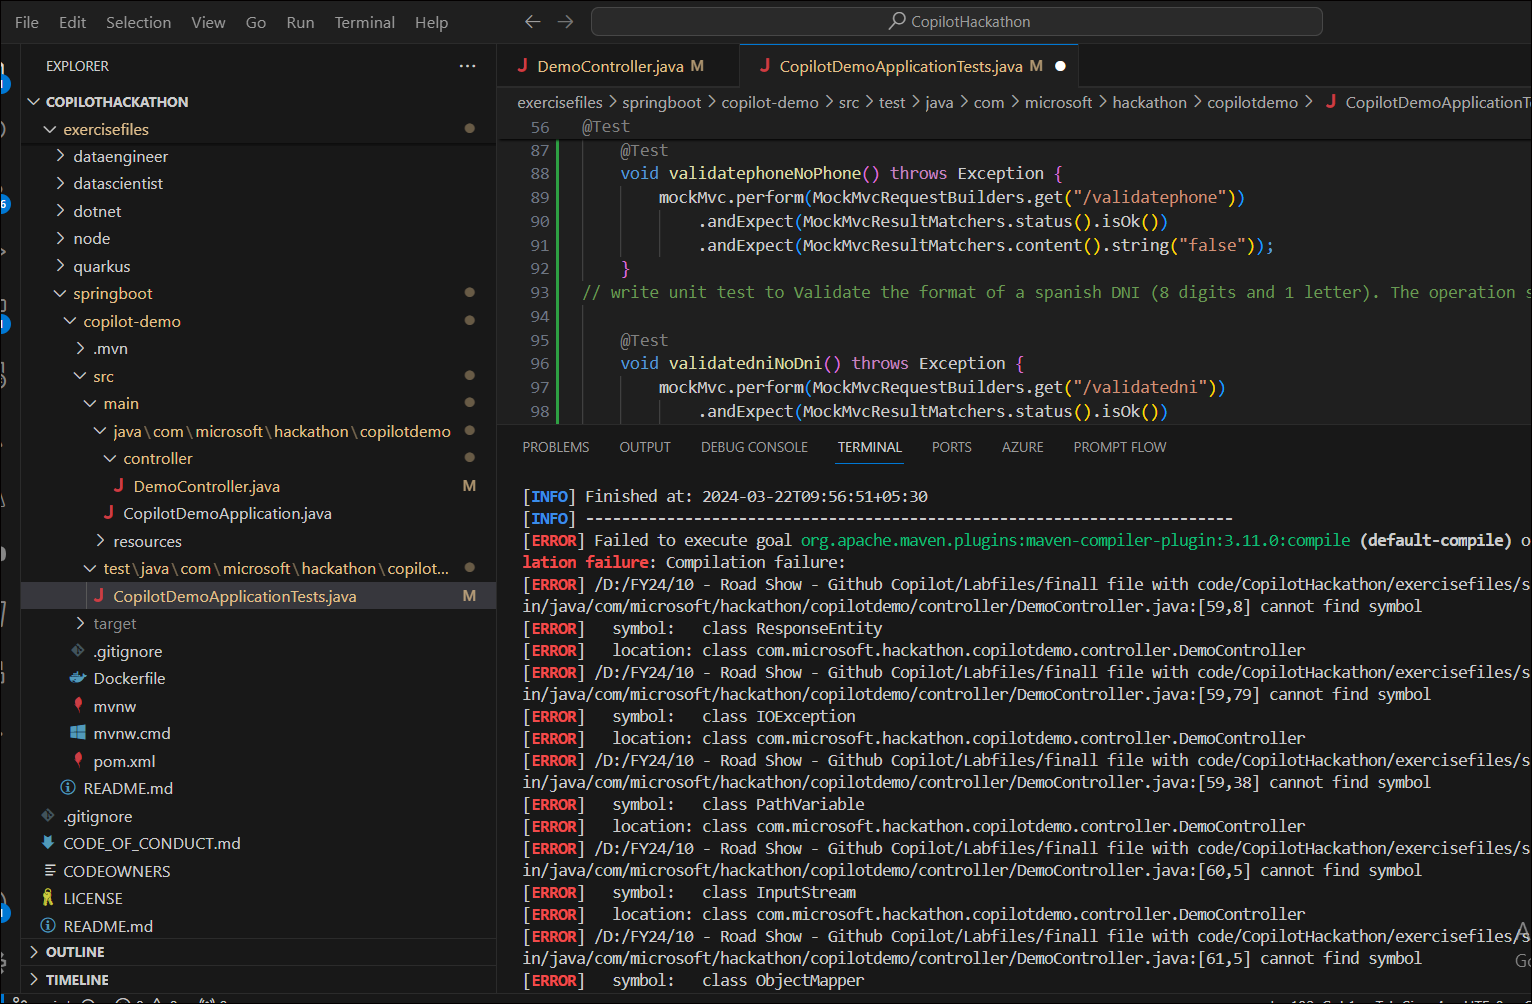 File Edit Selection View Go Run Terminal Help
CopilotHackathon
EXPLORER
COPILOTHACKATHON
exercisefiles
dataengineer
datascientist
dotnet
node
quarkus
springboot
copilot-demo
.mvn
src
main
java\com\microsoft\hackathon\copilotdemo
controller
DemoController.java M
CopilotDemoApplication.java
resources
test\java\com\microsoft\hackathon\copilot...
CopilotDemoApplicationTests.java M
target
.gitignore
Dockerfile
mvnw
mvnw.cmd
pom.xml
README.md
.gitignore
CODE_OF_CONDUCT.md
CODEOWNERS
LICENSE
README.md
OUTLINE
TIMELINE
DemoController.java M CopilotDemoApplicationTests.java M
exercisefiles > springboot > copilot-demo > src > test > java > com > microsoft > hackathon > copilotdemo > CopilotDemoApplicationT
56 @Test
87 @Test
88 void validatephoneNoPhone() throws Exception {
89 mockMvc.perform(MockMvcRequestBuilders.get("/validatephone"))
90 .andExpect(MockMvcResultMatchers.status().isOk())
91 .andExpect(MockMvcResultMatchers.content().string("false"));
92 }
93 // write unit test to Validate the format of a spanish DNI (8 digits and 1 letter). The operation s
94
95 @Test
96 void validatedniNoDni() throws Exception {
97 mockMvc.perform(MockMvcRequestBuilders.get("/validatedni"))
98 .andExpect(MockMvcResultMatchers.status().isOk())
PROBLEMS OUTPUT DEBUG CONSOLE TERMINAL PORTS AZURE PROMPT FLOW
[INFO] Finished at: 2024-03-22T09:56:51+05:30
[INFO] ------------------------------------------------------------------------
[ERROR] Failed to execute goal org.apache.maven.plugins:maven-compiler-plugin:3.11.0:compile (default-compile) o
lation failure: Compilation failure:
[ERROR] /D:/FY24/10 - Road Show - Github Copilot/Labfiles/finall file with code/CopilotHackathon/exercisefiles/s
in/java/com/microsoft/hackathon/copilotdemo/controller/DemoController.java:[59,8] cannot find symbol
[ERROR] symbol: class ResponseEntity
[ERROR] location: class com.microsoft.hackathon.copilotdemo.controller.DemoController
[ERROR] /D:/FY24/10 - Road Show - Github Copilot/Labfiles/finall file with code/CopilotHackathon/exercisefiles/s
in/java/com/microsoft/hackathon/copilotdemo/controller/DemoController.java:[59,79] cannot find symbol
[ERROR] symbol: class IOException
[ERROR] location: class com.microsoft.hackathon.copilotdemo.controller.DemoController
[ERROR] /D:/FY24/10 - Road Show - Github Copilot/Labfiles/finall file with code/CopilotHackathon/exercisefiles/s
in/java/com/microsoft/hackathon/copilotdemo/controller/DemoController.java:[59,38] cannot find symbol
[ERROR] symbol: class PathVariable
[ERROR] location: class com.microsoft.hackathon.copilotdemo.controller.DemoController
[ERROR] /D:/FY24/10 - Road Show - Github Copilot/Labfiles/finall file with code/CopilotHackathon/exercisefiles/s
in/java/com/microsoft/hackathon/copilotdemo/controller/DemoController.java:[60,5] cannot find symbol
[ERROR] symbol: class InputStream
[ERROR] location: class com.microsoft.hackathon.copilotdemo.controller.DemoController
[ERROR] /D:/FY24/10 - Road Show - Github Copilot/Labfiles/finall file with code/CopilotHackathon/exercisefiles/s
in/java/com/microsoft/hackathon/copilotdemo/controller/DemoController.java:[61,5] cannot find symbol
[ERROR] symbol: class ObjectMapper